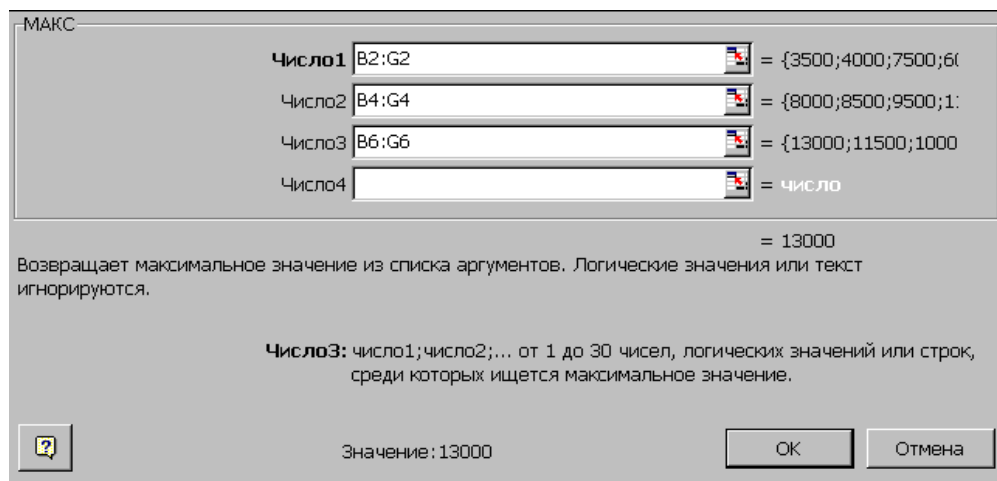 МАКС
Число1 B2:G2 = {3500;4000;7500;6(
Число2 B4:G4 = {8000;8500;9500;1:
Число3 B6:G6 = {13000;11500;1000
Число4 = число
= 13000
Возвращает максимальное значение из списка аргументов. Логические значения или текст
игнорируются.
Число3: число1;число2;... от 1 до 30 чисел, логических значений или строк,
среди которых ищется максимальное значение.
? Значение:13000 OK Отмена